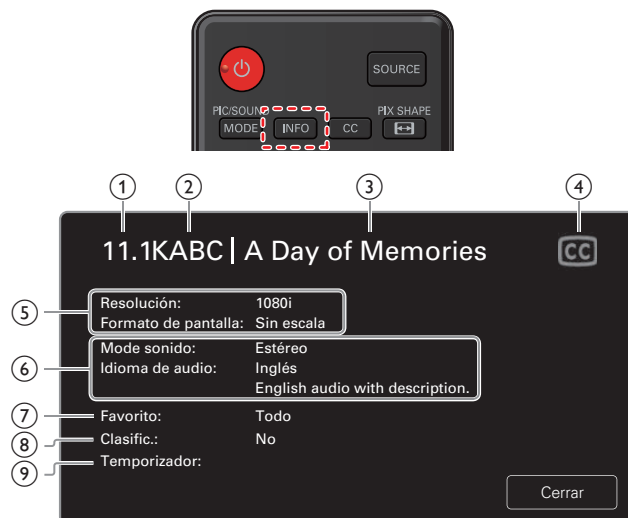 SOURCE
PIC/SOUND
PIX SHAPE
MODE
INFO
CC
1 2 3 4
11.1KABC | A Day of Memories
CC
5
Resolución: 1080i
Formato de pantalla: Sin escala
6
Mode sonido: Estéreo
Idioma de audio: Inglés
English audio with description.
7 Favorito: Todo
8 Clasific.: No
9 Temporizador:
Cerrar